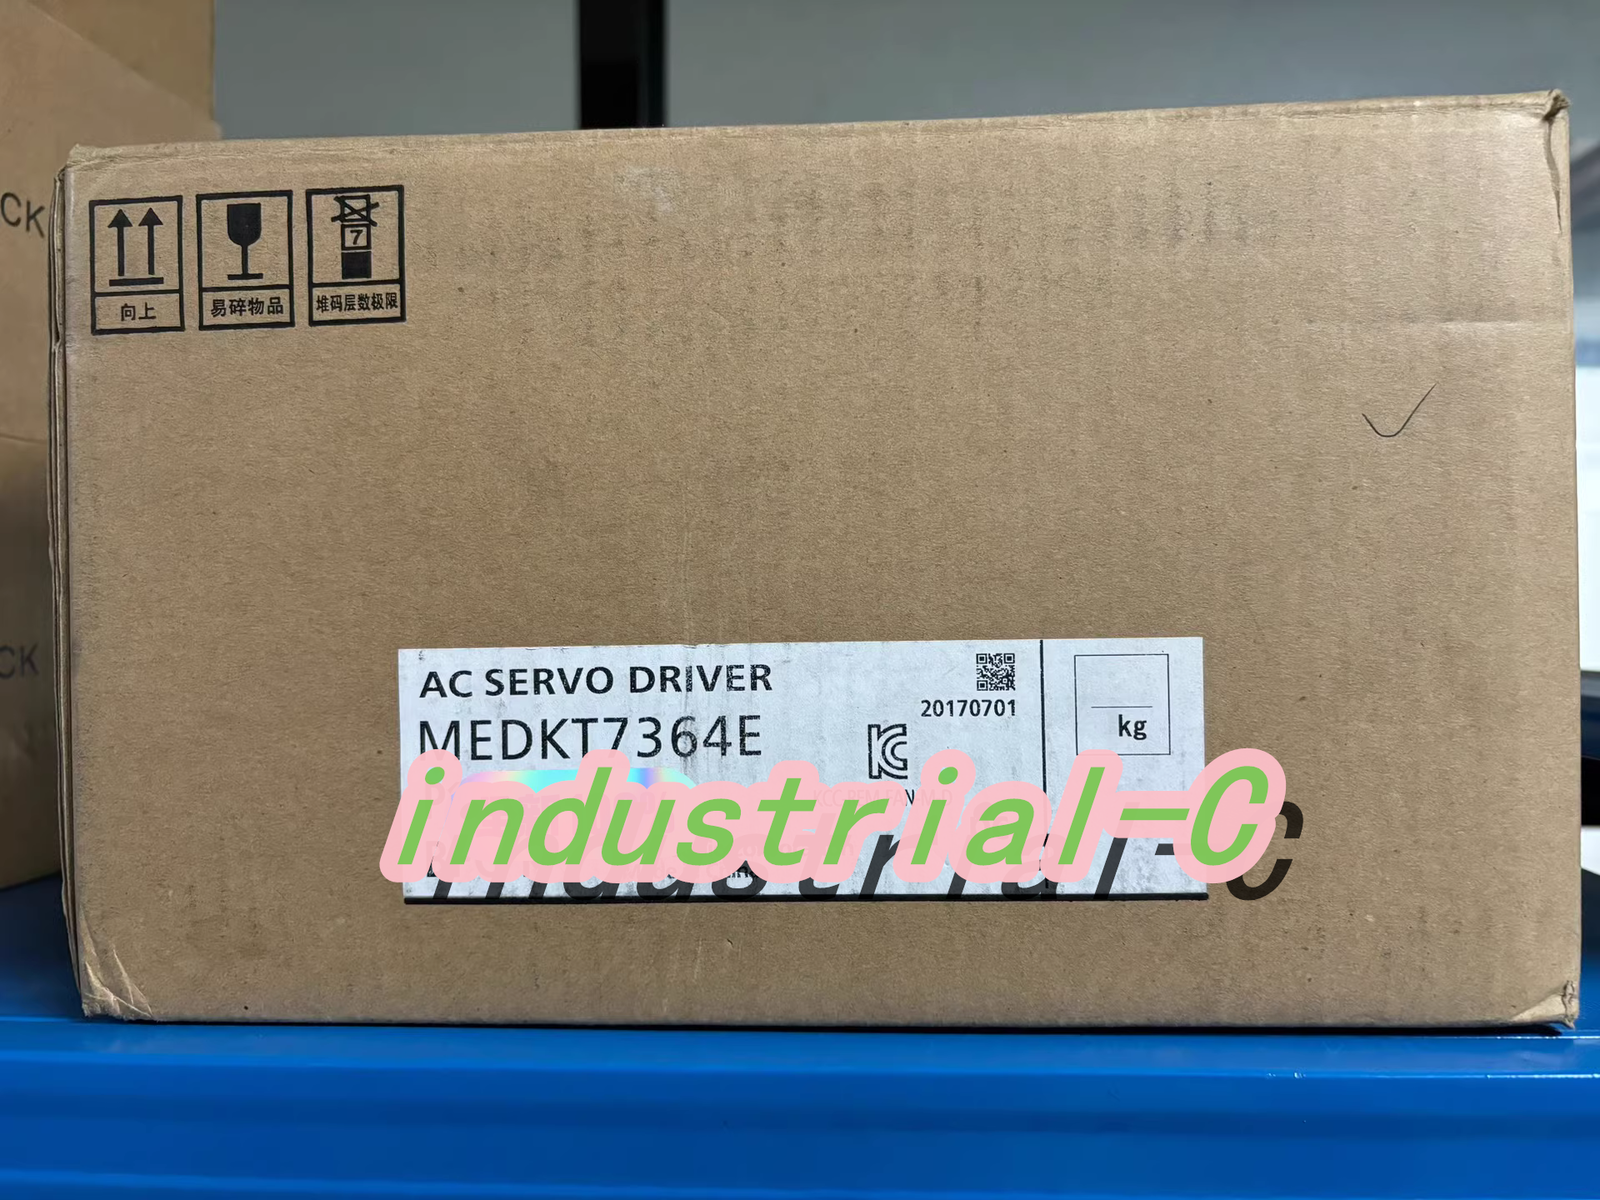 CK
向上
易碎物品
7
堆码层数极限
CK
AC SERVO DRIVER
20170701
MEDKT7364E
kg
industrial-C